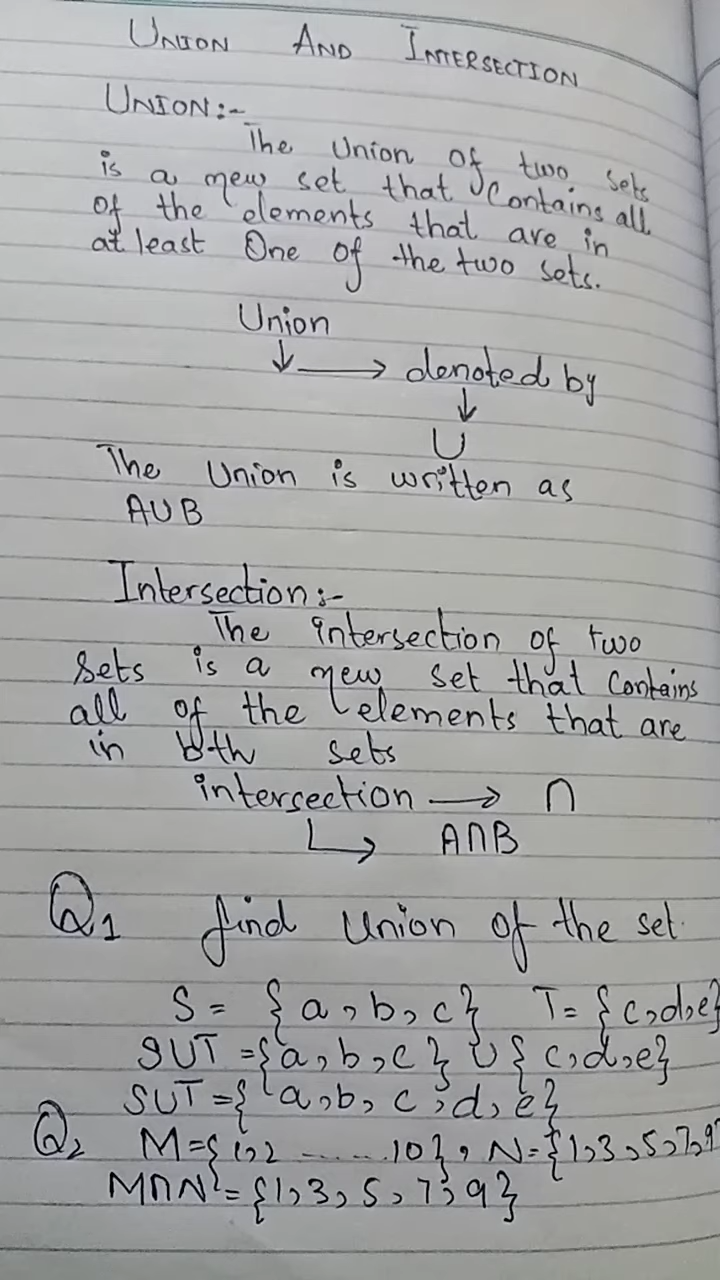 UNION AND INTERSECTION
UNION:-
The Union of two sets
is a new set that Contains all
of the elements that are in
at least One of the two sets.
Union
↓ → denoted by
↓
U
The Union is written as
AUB
Intersection:-
The intersection of two
sets is a new set that Contains
all of the elements that are
in both sets
intersection → ∩
↳ A∩B
Q1 find Union of the set.
S = {a, b, c} T = {c, d, e}
SUT = {a, b, c} U {c, d, e}
SUT = {a, b, c, d, e}
Q2 M = {1, 2 ...... 10}, N = {1, 3, 5, 7, 9
M∩N = {1, 3, 5, 7, 9}